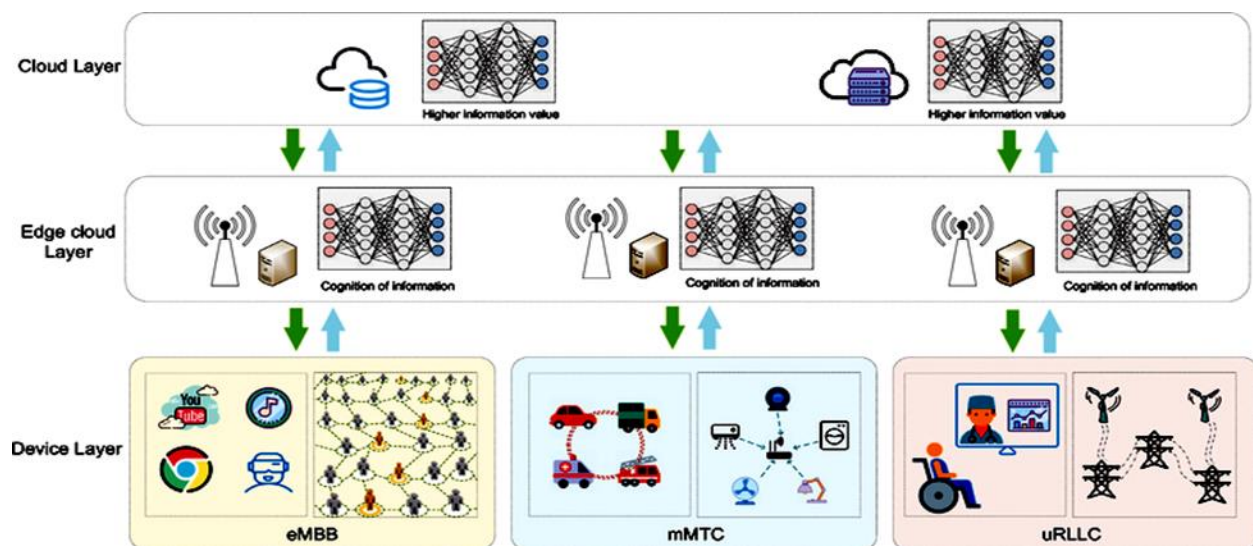 Cloud Layer
Higher information value
Higher information value
Edge cloud
Layer
Cognition of information
Cognition of information
Cognition of information
Device Layer
You
Tube
eMBB
mMTC
uRLLC